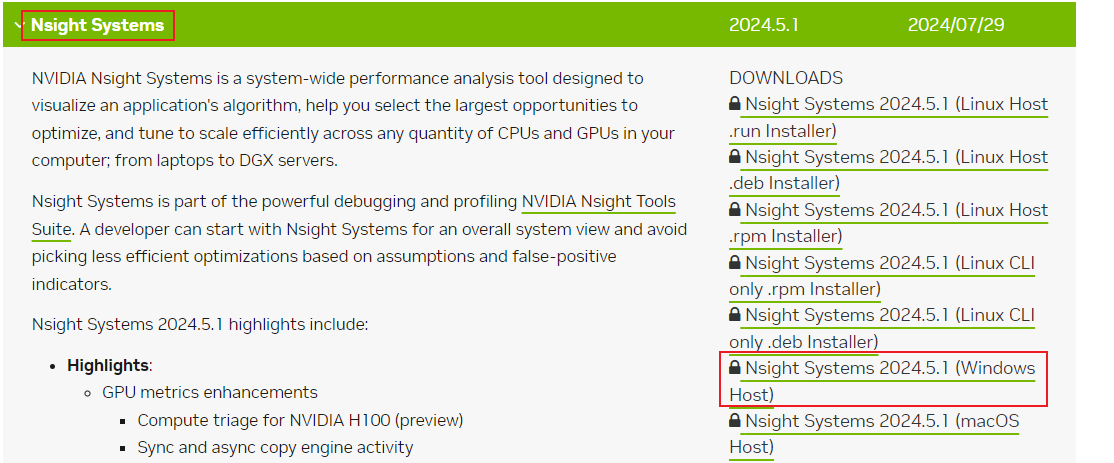 Nsight Systems 2024.5.1 2024/07/29
NVIDIA Nsight Systems is a system-wide performance analysis tool designed to
visualize an application's algorithm, help you select the largest opportunities to
optimize, and tune to scale efficiently across any quantity of CPUs and GPUs in your
computer; from laptops to DGX servers.
Nsight Systems is part of the powerful debugging and profiling NVIDIA Nsight Tools
Suite. A developer can start with Nsight Systems for an overall system view and avoid
picking less efficient optimizations based on assumptions and false-positive
indicators.
Nsight Systems 2024.5.1 highlights include:
Highlights:
GPU metrics enhancements
Compute triage for NVIDIA H100 (preview)
Sync and async copy engine activity
DOWNLOADS
Nsight Systems 2024.5.1 (Linux Host
.run Installer)
Nsight Systems 2024.5.1 (Linux Host
.deb Installer)
Nsight Systems 2024.5.1 (Linux Host
.rpm Installer)
Nsight Systems 2024.5.1 (Linux CLI
only .rpm Installer)
Nsight Systems 2024.5.1 (Linux CLI
only .deb Installer)
Nsight Systems 2024.5.1 (Windows
Host)
Nsight Systems 2024.5.1 (macOS
Host)